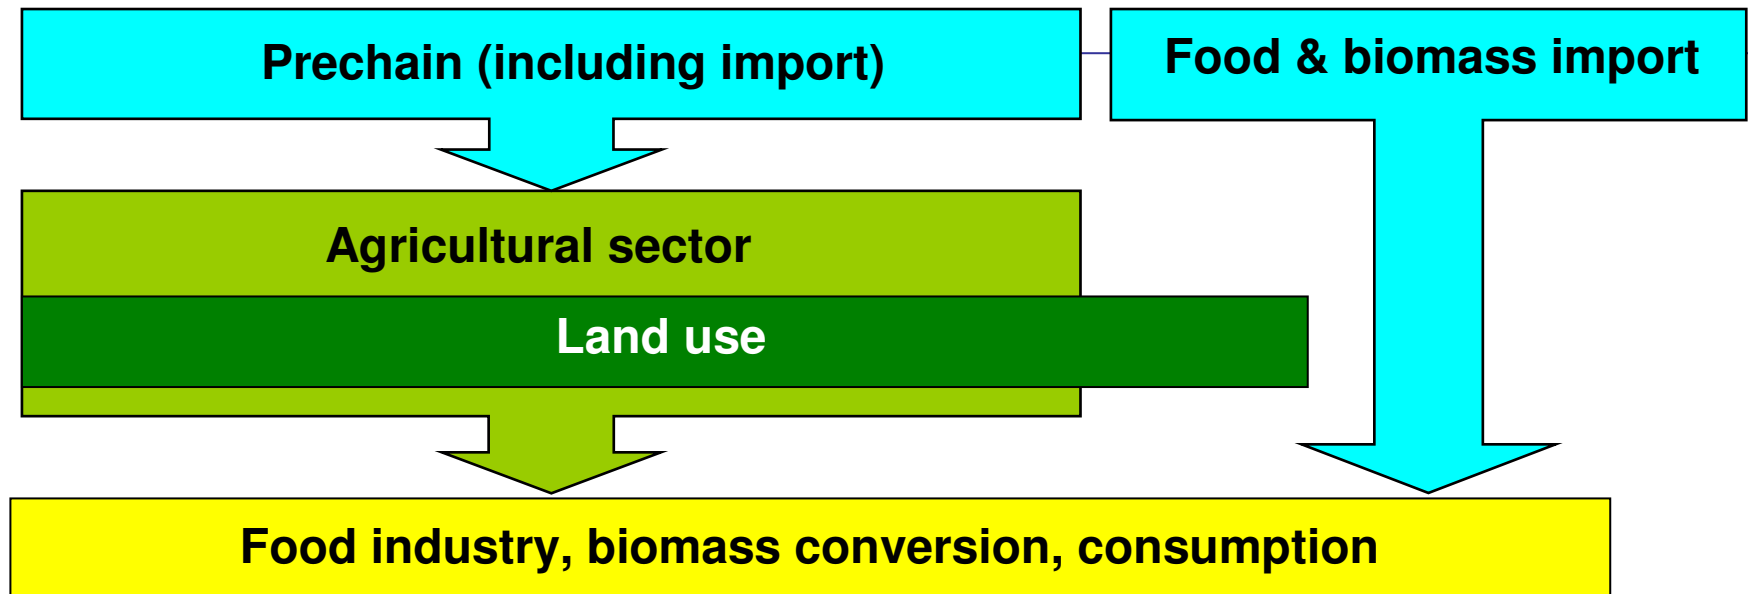 Prechain (including import)
Food & biomass import
Agricultural sector
Land use
Food industry, biomass conversion, consumption